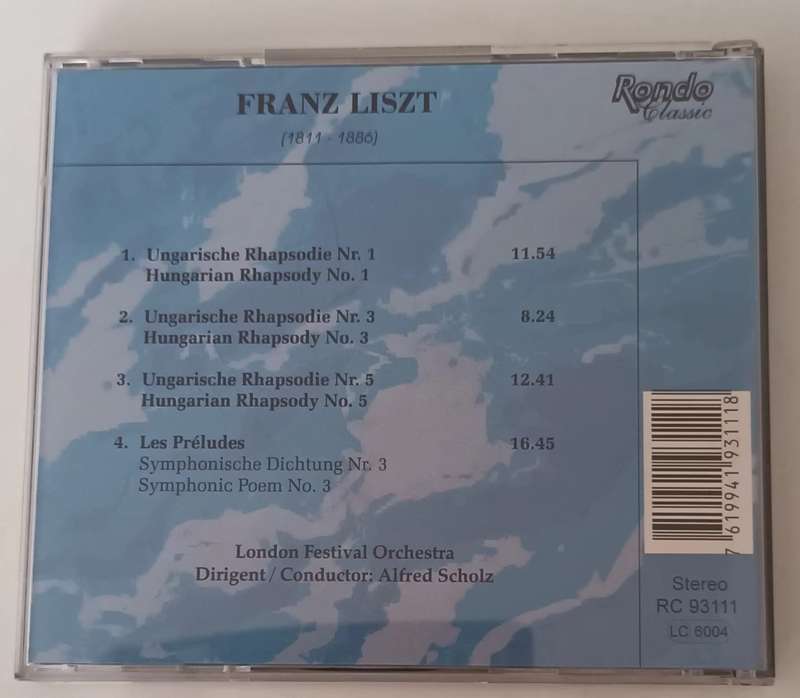 FRANZ LISZT
(1811 - 1886)
Rondo
Classic
1. Ungarische Rhapsodie Nr. 1 11.54
Hungarian Rhapsody No. 1
2. Ungarische Rhapsodie Nr. 3 8.24
Hungarian Rhapsody No. 3
3. Ungarische Rhapsodie Nr. 5 12.41
Hungarian Rhapsody No. 5
4. Les Préludes 16.45
Symphonische Dichtung Nr. 3
Symphonic Poem No. 3
London Festival Orchestra
Dirigent / Conductor: Alfred Scholz
7 619941 931118
Stereo
RC 93111
LC 6004